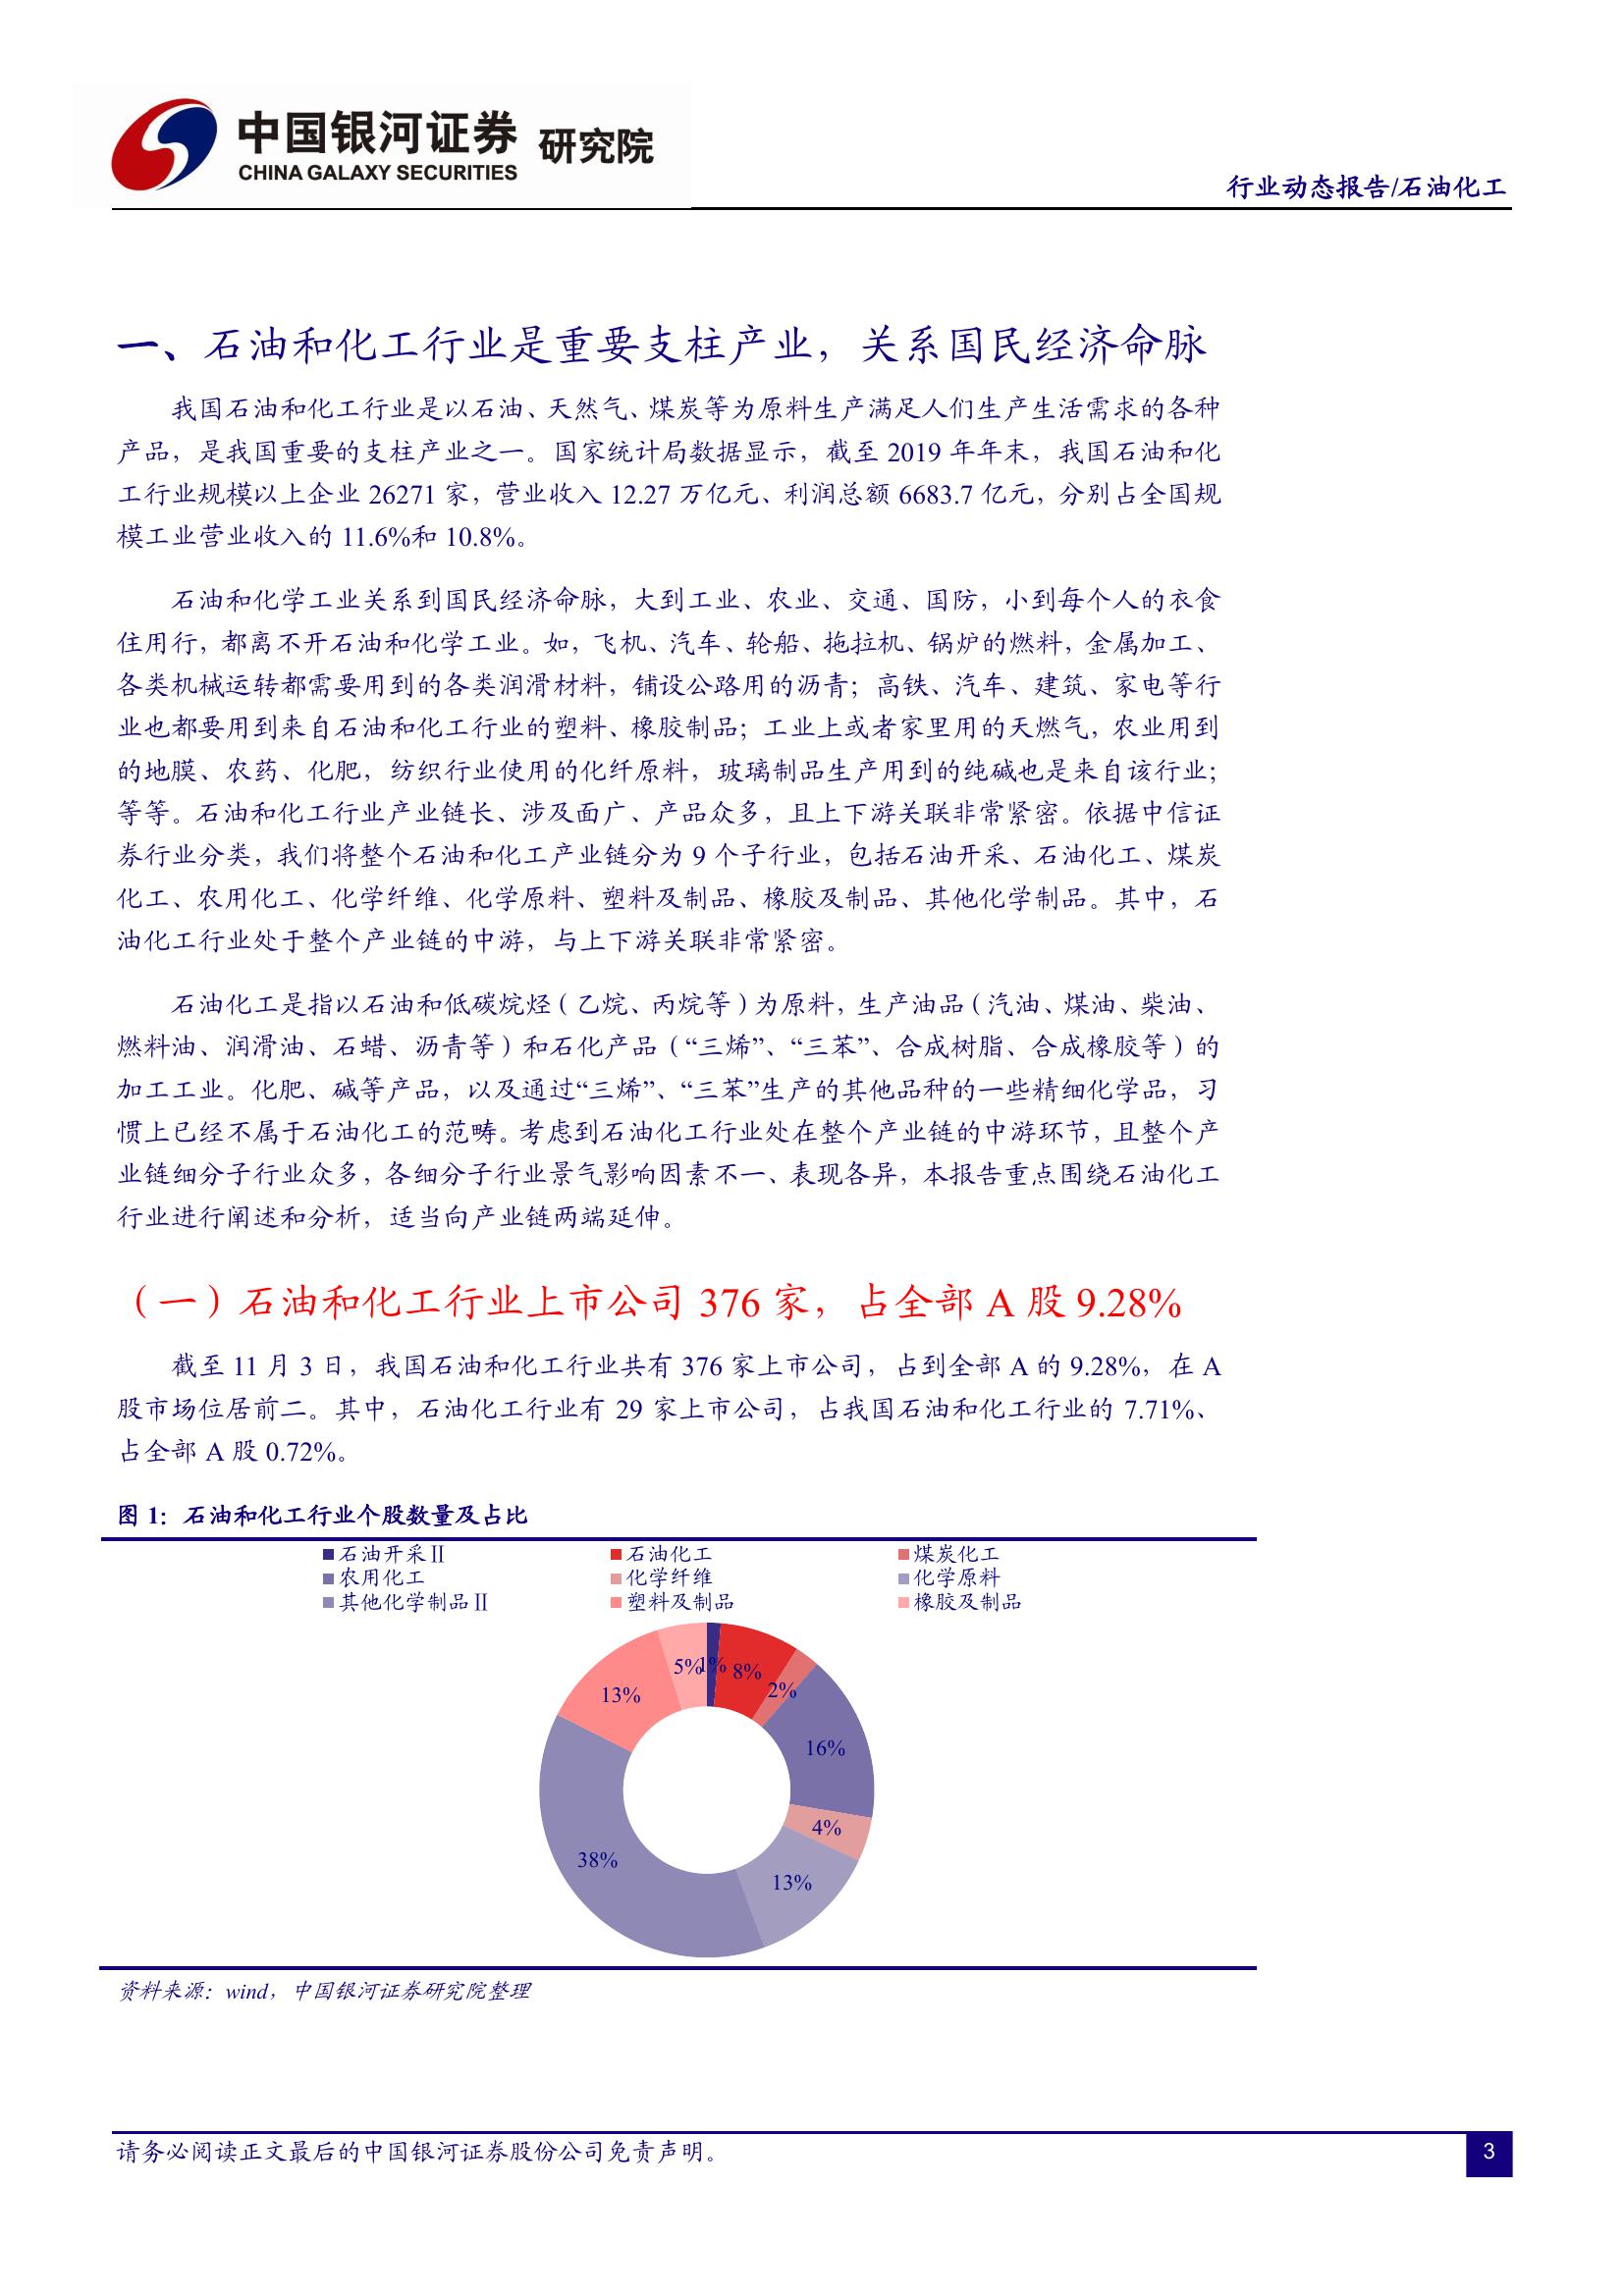 中国银河证券 研究院
CHINA GALAXY SECURITIES
行业动态报告/石油化工
一、石油和化工行业是重要支柱产业，关系国民经济命脉
我国石油和化工行业是以石油、天然气、煤炭等为原料生产满足人们生产生活需求的各种
产品，是我国重要的支柱产业之一。国家统计局数据显示，截至 2019 年年末，我国石油和化
工行业规模以上企业 26271 家，营业收入 12.27 万亿元、利润总额 6683.7 亿元，分别占全国规
模工业营业收入的 11.6%和 10.8%。
石油和化学工业关系到国民经济命脉，大到工业、农业、交通、国防，小到每个人的衣食
住用行，都离不开石油和化学工业。如，飞机、汽车、轮船、拖拉机、锅炉的燃料，金属加工、
各类机械运转都需要用到的各类润滑材料，铺设公路用的沥青；高铁、汽车、建筑、家电等行
业也都要用到来自石油和化工行业的塑料、橡胶制品；工业上或者家里用的天燃气，农业用到
的地膜、农药、化肥，纺织行业使用的化纤原料，玻璃制品生产用到的纯碱也是来自该行业；
等等。石油和化工行业产业链长、涉及面广、产品众多，且上下游关联非常紧密。依据中信证
券行业分类，我们将整个石油和化工产业链分为 9 个子行业，包括石油开采、石油化工、煤炭
化工、农用化工、化学纤维、化学原料、塑料及制品、橡胶及制品、其他化学制品。其中，石
油化工行业处于整个产业链的中游，与上下游关联非常紧密。
石油化工是指以石油和低碳烷烃（乙烷、丙烷等）为原料，生产油品（汽油、煤油、柴油、
燃料油、润滑油、石蜡、沥青等）和石化产品（“三烯”、“三苯”、合成树脂、合成橡胶等）的
加工工业。化肥、碱等产品，以及通过“三烯”、“三苯”生产的其他品种的一些精细化学品，习
惯上已经不属于石油化工的范畴。考虑到石油化工行业处在整个产业链的中游环节，且整个产
业链细分子行业众多，各细分子行业景气影响因素不一、表现各异，本报告重点围绕石油化工
行业进行阐述和分析，适当向产业链两端延伸。
（一）石油和化工行业上市公司 376 家，占全部 A 股 9.28%
截至 11 月 3 日，我国石油和化工行业共有 376 家上市公司，占到全部 A 的 9.28%，在 A
股市场位居前二。其中，石油化工行业有 29 家上市公司，占我国石油和化工行业的 7.71%、
占全部 A 股 0.72%。
图 1：石油和化工行业个股数量及占比
石油开采Ⅱ 石油化工 煤炭化工
农用化工 化学纤维 化学原料
其他化学制品Ⅱ 塑料及制品 橡胶及制品
5% 1% 8%
2%
13%
16%
4%
38%
13%
资料来源：wind，中国银河证券研究院整理
请务必阅读正文最后的中国银河证券股份公司免责声明。
3